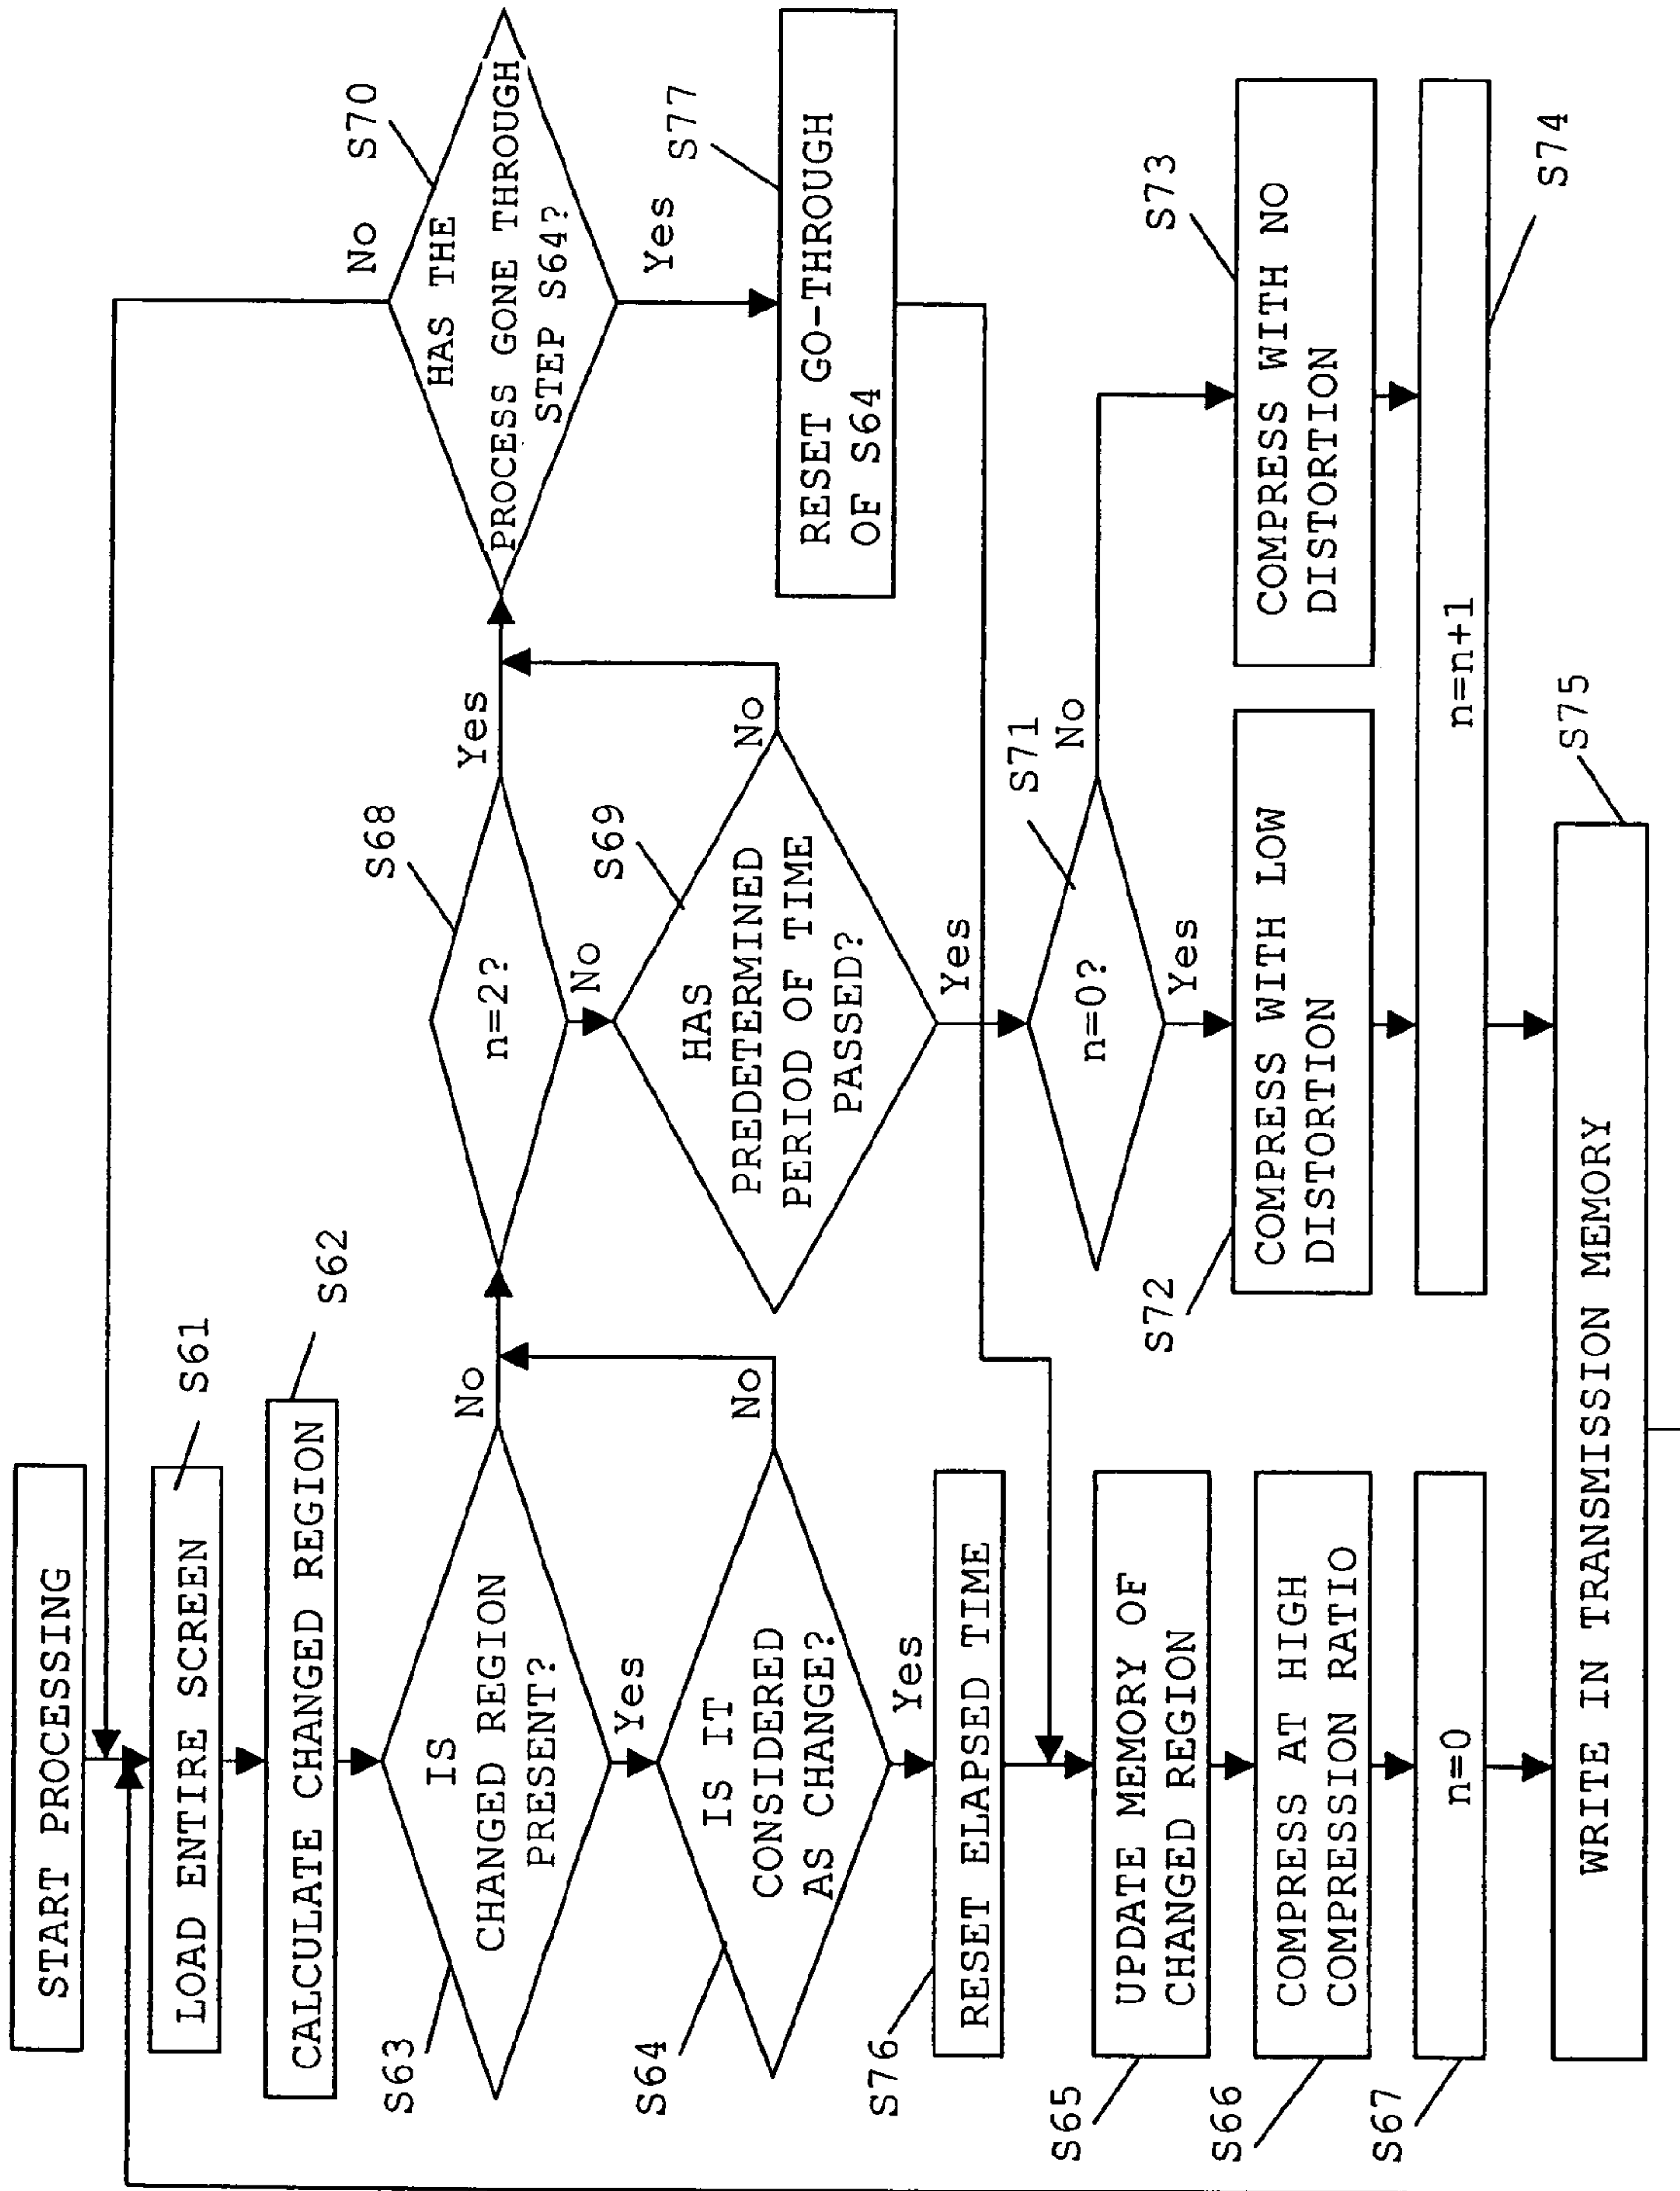 START PROCESSING
LOAD ENTIRE SCREEN
S61
CALCULATE CHANGED REGION
S62
S63
IS
CHANGED REGION
PRESENT?
No
Yes
S64
IS IT
CONSIDERED
AS CHANGE?
No
Yes
S76
RESET ELAPSED TIME
S65
UPDATE MEMORY OF
CHANGED REGION
S66
COMPRESS AT HIGH
COMPRESSION RATIO
S67
n=0
S68
n=2?
Yes
No
S69
HAS
PREDETERMINED
PERIOD OF TIME
PASSED?
No
Yes
S70
No
HAS THE
PROCESS GONE THROUGH
STEP S64?
Yes
S77
RESET GO-THROUGH
OF S64
S71
n=0?
No
Yes
S72
COMPRESS WITH LOW
DISTORTION
S73
COMPRESS WITH NO
DISTORTION
n=n+1
S74
S75
WRITE IN TRANSMISSION MEMORY